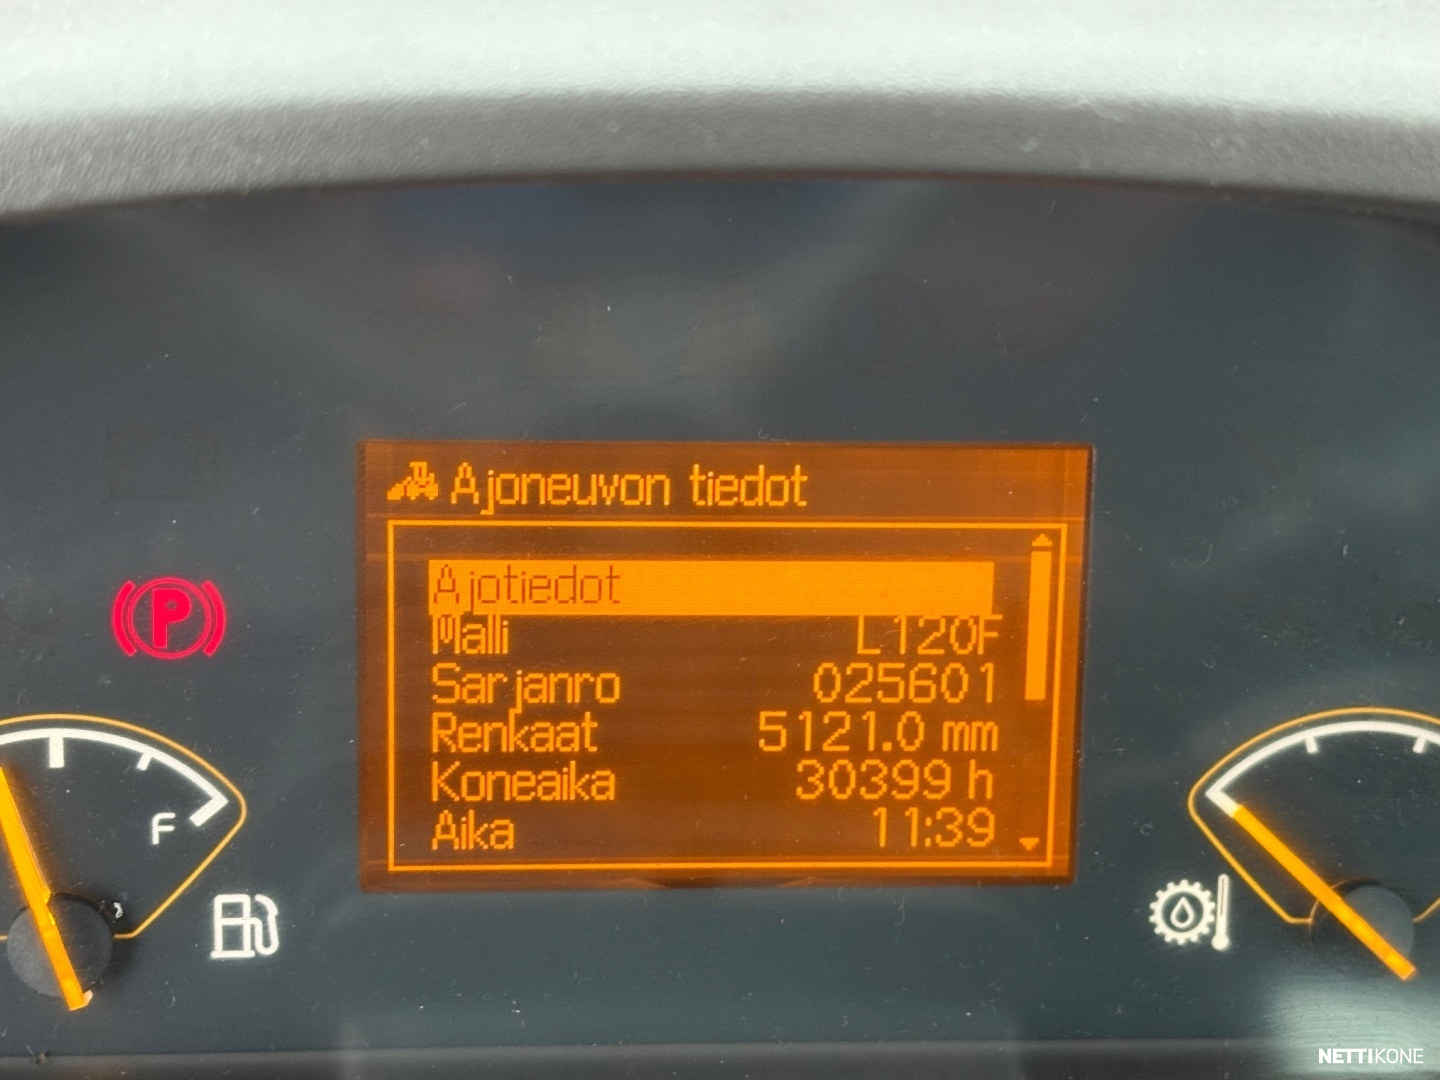 Ajoneuvon tiedot
Ajotiedot
Malli L120F
Sarjanro 025601
Renkaat 5121.0 mm
Koneaika 30399 h
Aika 11:39
P
F
NETTIKONE